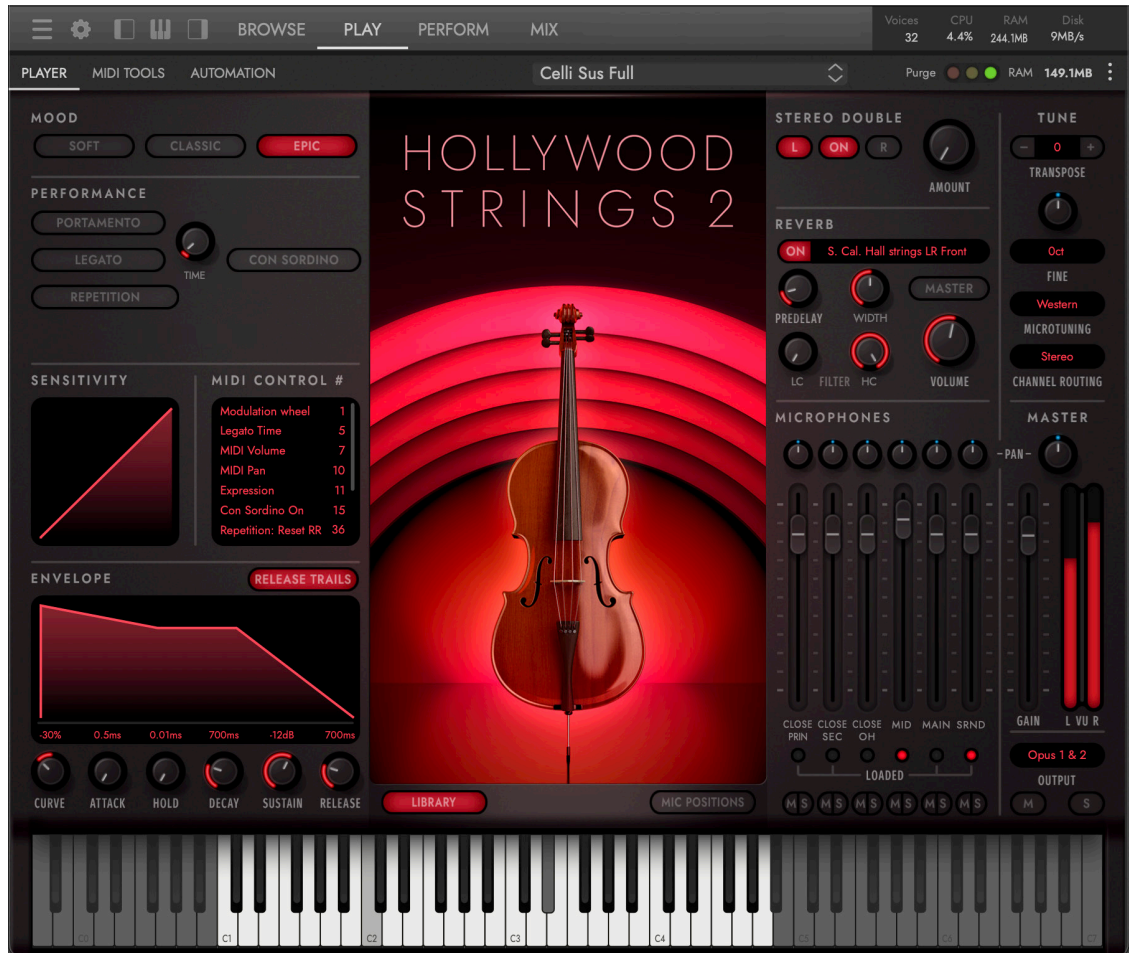 BROWSE PLAY PERFORM MIX
Voices CPU RAM Disk
32 4.4% 244.1MB 9MB/s
PLAYER MIDI TOOLS AUTOMATION
Celli Sus Full
Purge RAM 149.1MB
MOOD
SOFT CLASSIC EPIC
PERFORMANCE
PORTAMENTO
LEGATO
TIME
CON SORDINO
REPETITION
SENSITIVITY
MIDI CONTROL #
Modulation wheel 1
Legato Time 5
MIDI Volume 7
MIDI Pan 10
Expression 11
Con Sordino On 15
Repetition: Reset RR 36
ENVELOPE
RELEASE TRAILS
-30% 0.5ms 0.01ms 700ms -12dB 700ms
CURVE ATTACK HOLD DECAY SUSTAIN RELEASE
HOLLYWOOD
STRINGS 2
LIBRARY
MIC POSITIONS
STEREO DOUBLE
L ON R
AMOUNT
REVERB
ON S. Cal. Hall strings LR Front
MASTER
PREDELAY WIDTH
LC FILTER HC VOLUME
MICROPHONES
-PAN-
CLOSE PRIN CLOSE SEC CLOSE OH MID MAIN SRND
LOADED
M S M S M S M S M S M S
TUNE
- 0 +
TRANSPOSE
0ct
FINE
Western
MICROTUNING
Stereo
CHANNEL ROUTING
MASTER
GAIN L VU R
Opus 1 & 2
OUTPUT
M S
C0 C1 C2 C3 C4 C5 C6 C7